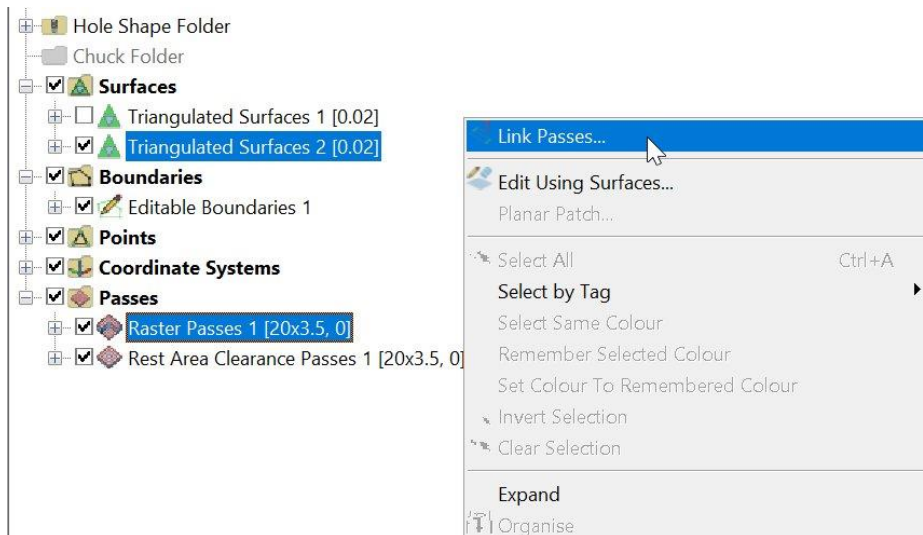 Hole Shape Folder
Chuck Folder
Surfaces
Triangulated Surfaces 1 [0.02]
Triangulated Surfaces 2 [0.02]
Boundaries
Editable Boundaries 1
Points
Coordinate Systems
Passes
Raster Passes 1 [20x3.5, 0]
Rest Area Clearance Passes 1 [20x3.5, 0]
Link Passes...
Edit Using Surfaces...
Planar Patch...
Select All Ctrl+A
Select by Tag
Select Same Colour
Remember Selected Colour
Set Colour To Remembered Colour
Invert Selection
Clear Selection
Expand
Organise